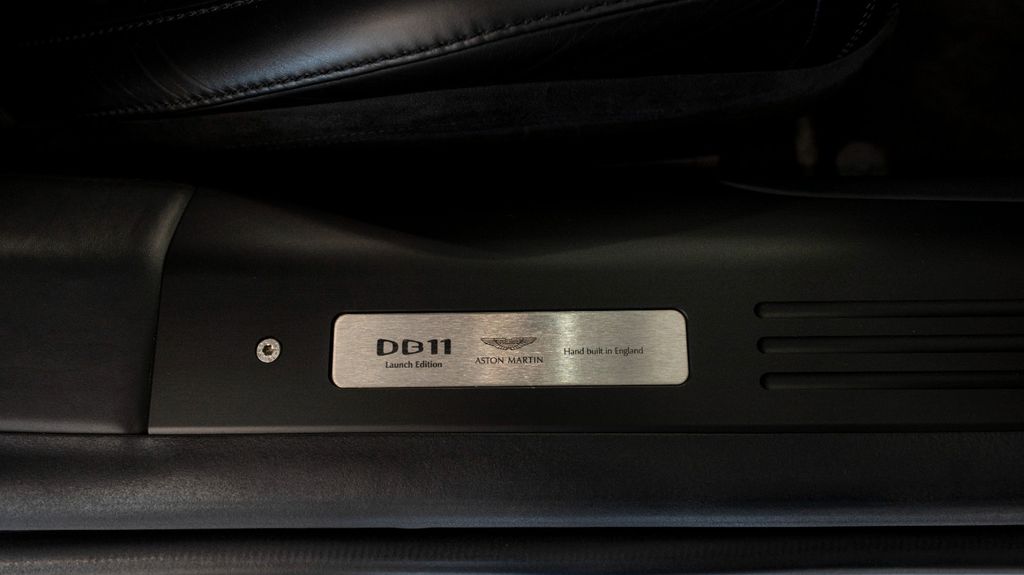 DB11
Launch Edition
ASTON MARTIN
Hand built in England